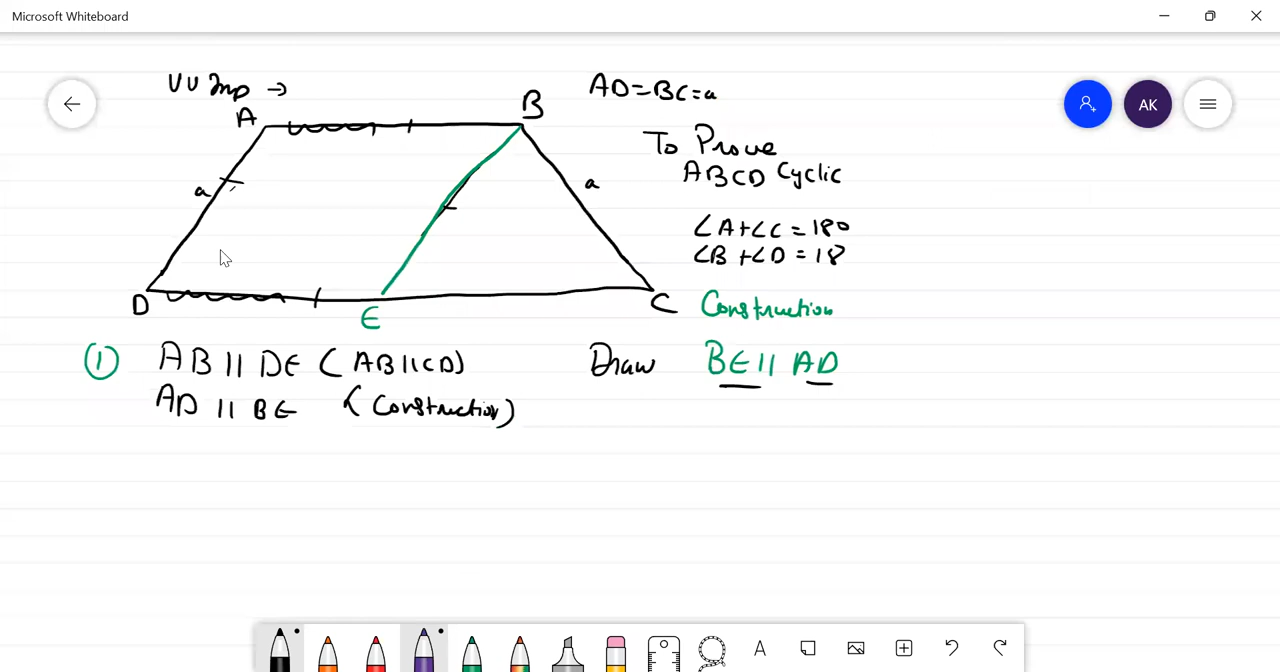 Microsoft Whiteboard
VV Imp →
AD=BC=a
A
B
To Prove
ABCD Cyclic
AK
a
a
∠A+∠C = 180
∠B+∠D = 18
D
E
C
Construction
① AB || DE (AB||CD)
Draw BE || AD
AD || BE (Construction)
A